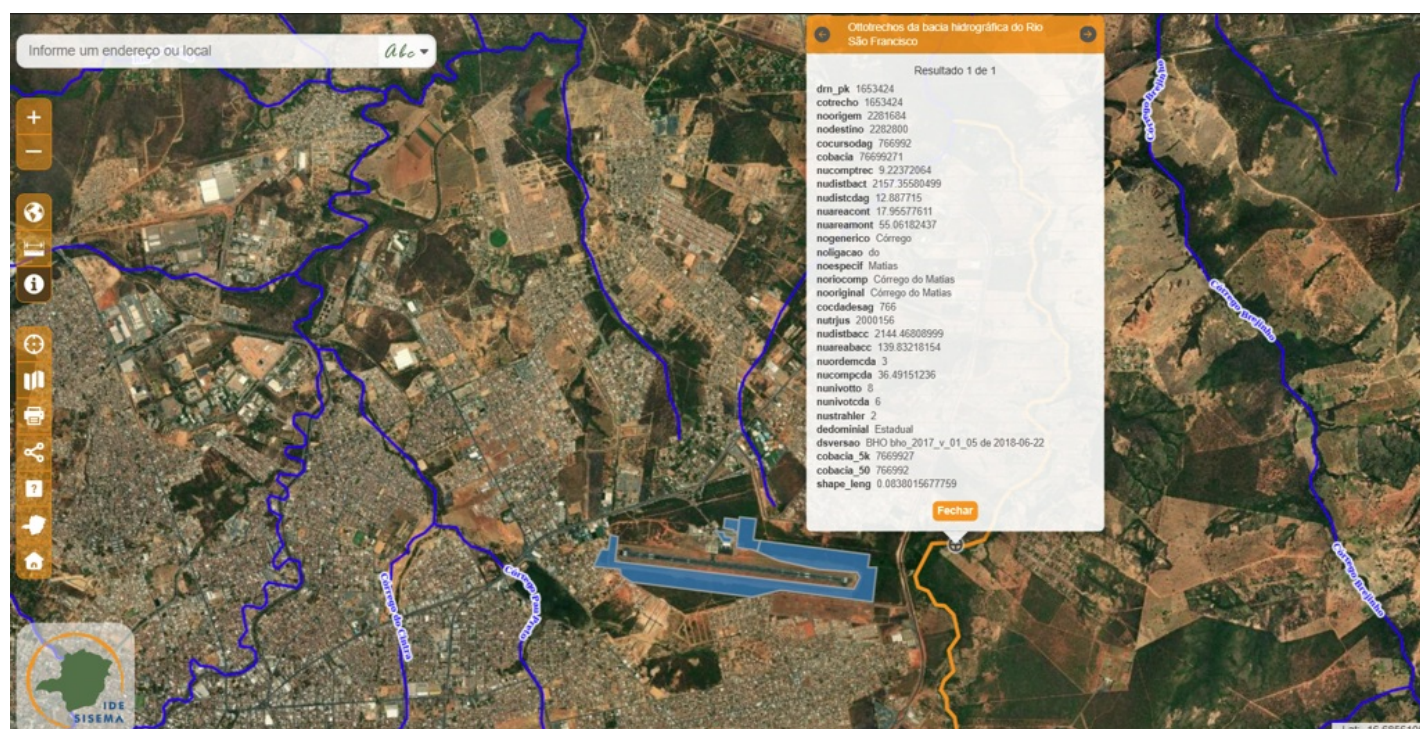 Informe um endereço ou local
Abc
Ottotrechos da bacia hidrográfica do Rio
São Francisco
Resultado 1 de 1
drn_pk 1653424
cotrecho 1653424
noorigem 2281684
nodestino 2282800
cocursodag 766992
cobacia 76699271
nucomptrec 9.22372064
nudistbact 2157.35580499
nudistcdag 12.887715
nuareacont 17.95577611
nuareamont 55.06182437
nogenerico Córrego
noligacao do
noespecif Matias
noriocomp Córrego do Matias
nooriginal Córrego do Matias
cocdadesag 766
nutrjus 2000156
nudistbacc 2144.46808999
nuareabacc 139.83218154
nuordemcda 3
nucompcda 36.49151236
nunivotto 8
nunivotcda 6
nustrahler 2
dedominial Estadual
dsversao BHO bho_2017_v_01_05 de 2018-06-22
cobacia_5k 7669927
cobacia_50 766992
shape_leng 0.0838015677759
Fechar
Córrego Brejinho
Córrego Brejinho
Córrego Brejinho
Córrego do Cintra
Córrego Pau Preto
IDE
SISEMA